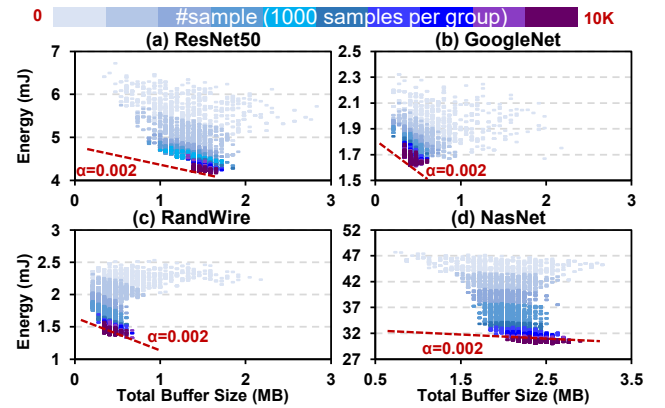 0 #sample (1000 samples per group) 10K
(a) ResNet50 (b) GoogleNet
Energy (mJ)
7
6
5
4
α=0.002
0 1 2 3
2.5
2.3
2.1
1.9
1.7
1.5
α=0.002
0 1 2 3
(c) RandWire (d) NasNet
Energy (mJ)
3
2.5
2
1.5
1
α=0.002
0 1 2 3
Total Buffer Size (MB)
52
47
42
37
32
27
α=0.002
0.5 1.5 2.5 3.5
Total Buffer Size (MB)